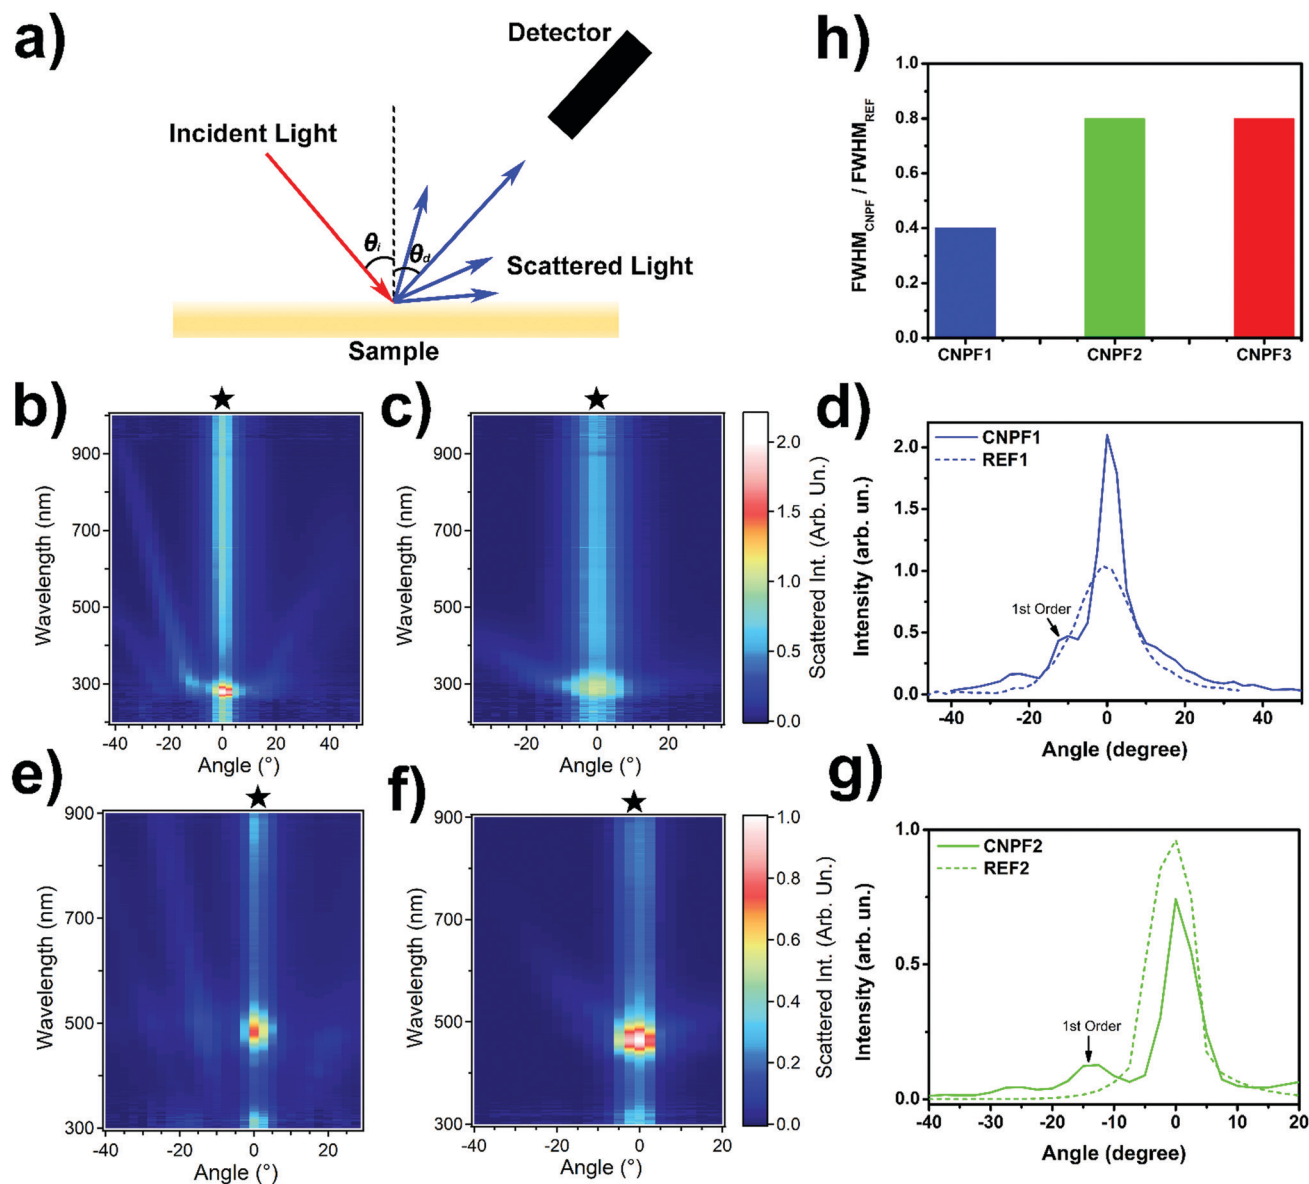 a)
Detector
Incident Light
θi
θd
Scattered Light
Sample
h)
1.0
0.8
0.6
0.4
0.2
0.0
FWHM_CNPF / FWHM_REF
CNPF1
CNPF2
CNPF3
b)
★
900
700
500
300
Wavelength (nm)
-40
-20
0
20
40
Angle (°)
c)
★
900
700
500
300
Wavelength (nm)
-20
0
20
Angle (°)
2.0
1.5
1.0
0.5
0.0
Scattered Int. (Arb. Un.)
d)
CNPF1
REF1
1st Order
2.0
1.5
1.0
0.5
0.0
Intensity (arb. un.)
-40
-20
0
20
40
Angle (degree)
e)
★
900
700
500
300
Wavelength (nm)
-40
-20
0
20
Angle (°)
f)
★
900
700
500
300
Wavelength (nm)
-40
-20
0
20
Angle (°)
1.0
0.8
0.6
0.4
0.2
0.0
Scattered Int. (Arb. Un.)
g)
CNPF2
REF2
1st Order
1.0
0.5
0.0
Intensity (arb. un.)
-40
-30
-20
-10
0
10
20
Angle (degree)